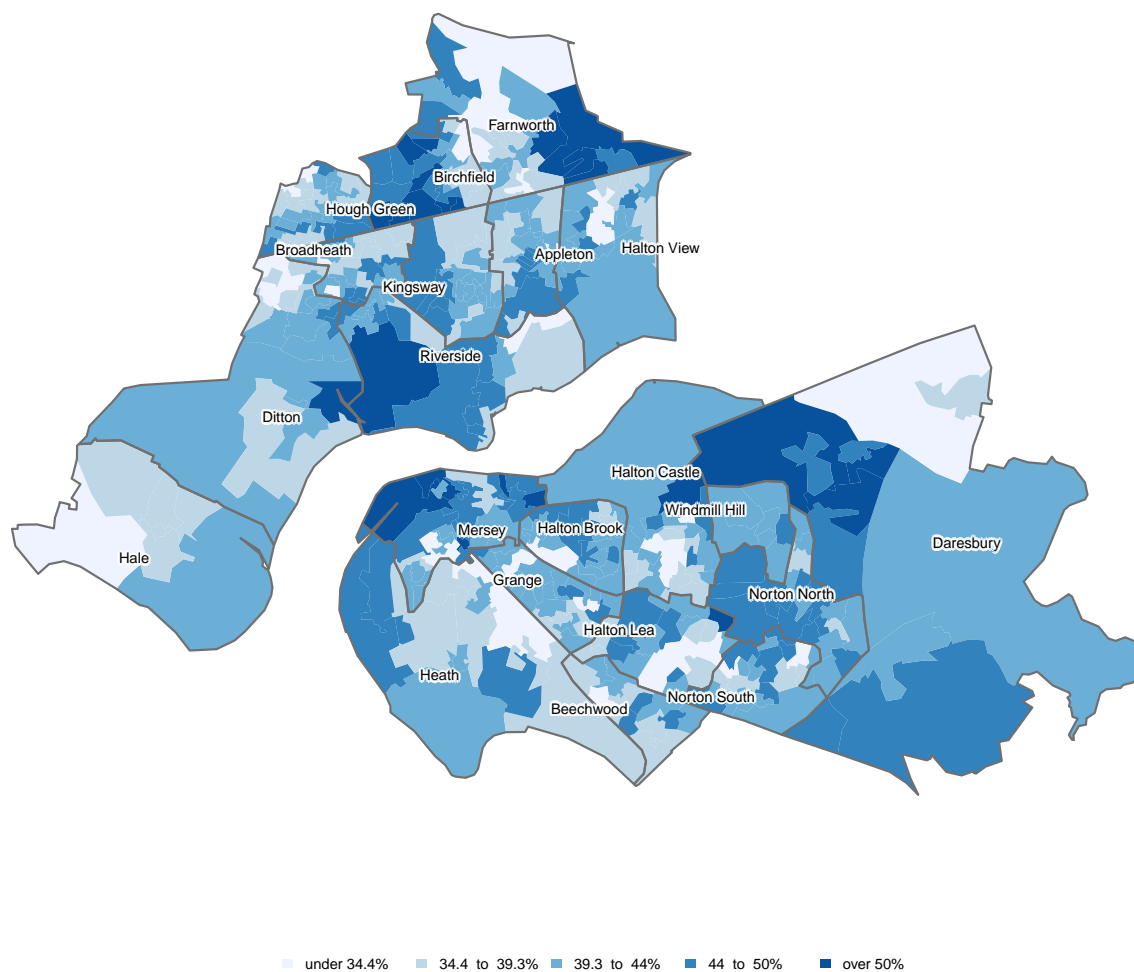 Farnworth
Birchfield
Hough Green
Broadheath
Appleton
Halton View
Kingsway
Riverside
Ditton
Hale
Halton Castle
Windmill Hill
Mersey
Halton Brook
Daresbury
Grange
Norton North
Halton Lea
Heath
Norton South
Beechwood
under 34.4% 34.4 to 39.3% 39.3 to 44% 44 to 50% over 50%